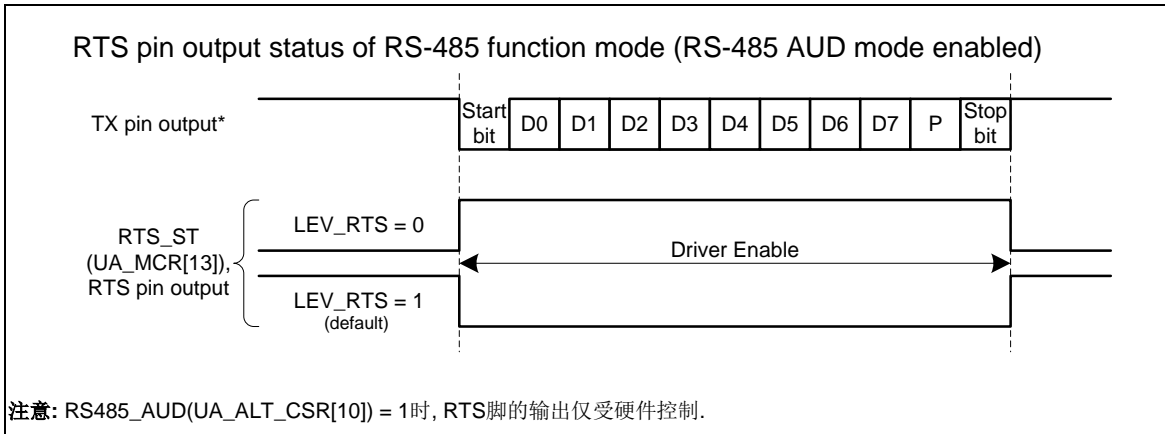 RTS pin output status of RS-485 function mode (RS-485 AUD mode enabled)
TX pin output*
Start bit
D0
D1
D2
D3
D4
D5
D6
D7
P
Stop bit
RTS_ST
(UA_MCR[13]),
RTS pin output
LEV_RTS = 0
Driver Enable
LEV_RTS = 1
(default)
注意: RS485_AUD(UA_ALT_CSR[10]) = 1时, RTS脚的输出仅受硬件控制.